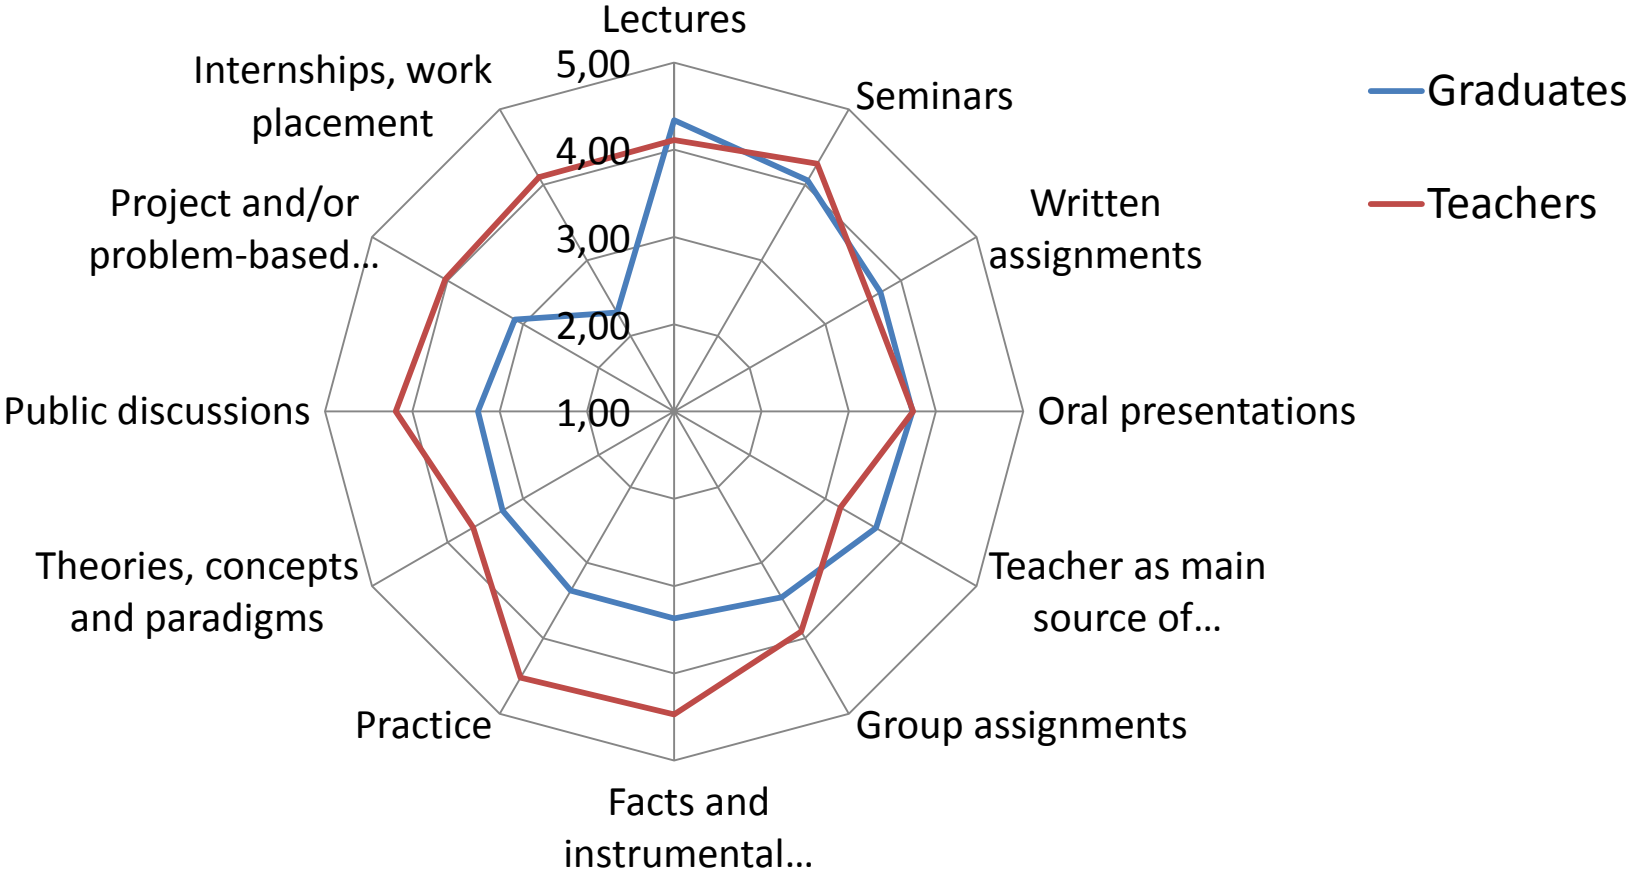 Lectures
5,00
Internships, work
placement
Seminars
Graduates
4,00
Project and/or
problem-based...
3,00
Written
assignments
Teachers
2,00
Public discussions
1,00
Oral presentations
Theories, concepts
and paradigms
Teacher as main
source of...
Practice
Group assignments
Facts and
instrumental...